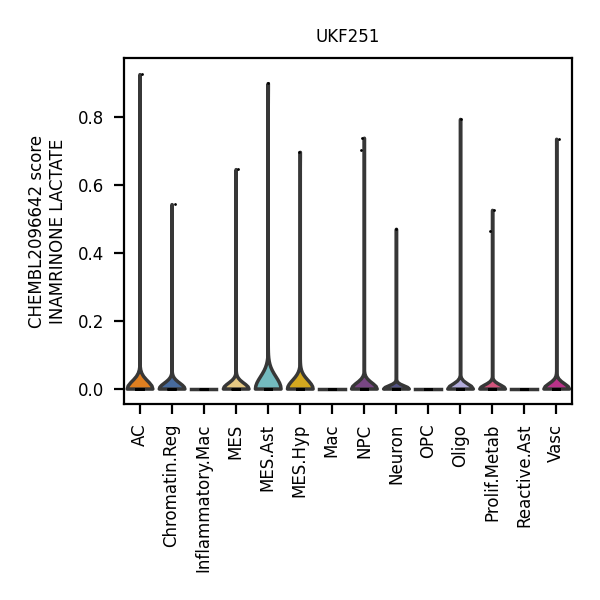 UKF251
CHEMBL2096642 score
INAMRINONE LACTATE
0.8
0.6
0.4
0.2
0.0
AC
Chromatin.Reg
Inflammatory.Mac
MES
MES.Ast
MES.Hyp
Mac
NPC
Neuron
OPC
Oligo
Prolif.Metab
Reactive.Ast
Vasc